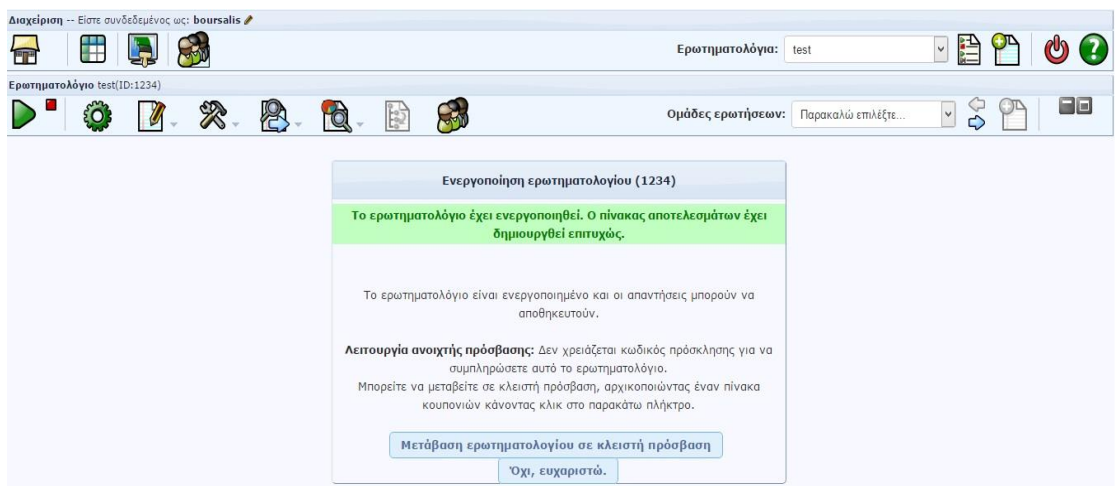 Διαχείριση -- Είστε συνδεδεμένος ως: boursalis
Ερωτηματολόγια: test
Ερωτηματολόγιο test(ID:1234)
Ομάδες ερωτήσεων: Παρακαλώ επιλέξτε...
Ενεργοποίηση ερωτηματολογίου (1234)
Το ερωτηματολόγιο έχει ενεργοποιηθεί. Ο πίνακας αποτελεσμάτων έχει
δημιουργθεί επιτυχώς.
Το ερωτηματολόγιο είναι ενεργοποιημένο και οι απαντήσεις μπορούν να
αποθηκευτούν.
Λειτουργία ανοιχτής πρόσβασης: Δεν χρειάζεται κωδικός πρόσκλησης για να
συμπληρώσετε αυτό το ερωτηματολόγιο.
Μπορείτε να μεταβείτε σε κλειστή πρόσβαση, αρχικοποιώντας έναν πίνακα
κουπονιών κάνοντας κλικ στο παρακάτω πλήκτρο.
Μετάβαση ερωτηματολογίου σε κλειστή πρόσβαση
Όχι, ευχαριστώ.